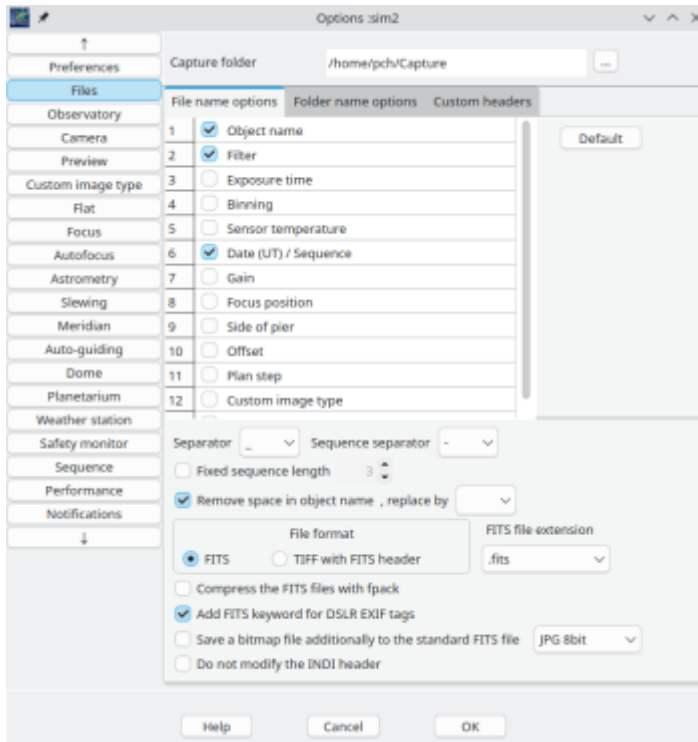 Options :sim2
↑
Preferences
Files
Observatory
Camera
Preview
Custom image type
Flat
Focus
Autofocus
Astrometry
Slewing
Meridian
Auto-guiding
Dome
Planetarium
Weather station
Safety monitor
Sequence
Performance
Notifications
↓
Capture folder /home/pch/Capture ...
File name options Folder name options Custom headers
1 Object name
2 Filter
3 Exposure time
4 Binning
5 Sensor temperature
6 Date (UT) / Sequence
7 Gain
8 Focus position
9 Side of pier
10 Offset
11 Plan step
12 Custom image type
Default
Separator _ Sequence separator -
Fixed sequence length 3
Remove space in object name , replace by
File format
FITS TIFF with FITS header
FITS file extension
.fits
Compress the FITS files with fpack
Add FITS keyword for DSLR EXIF tags
Save a bitmap file additionally to the standard FITS file JPG 8bit
Do not modify the INDI header
Help Cancel OK